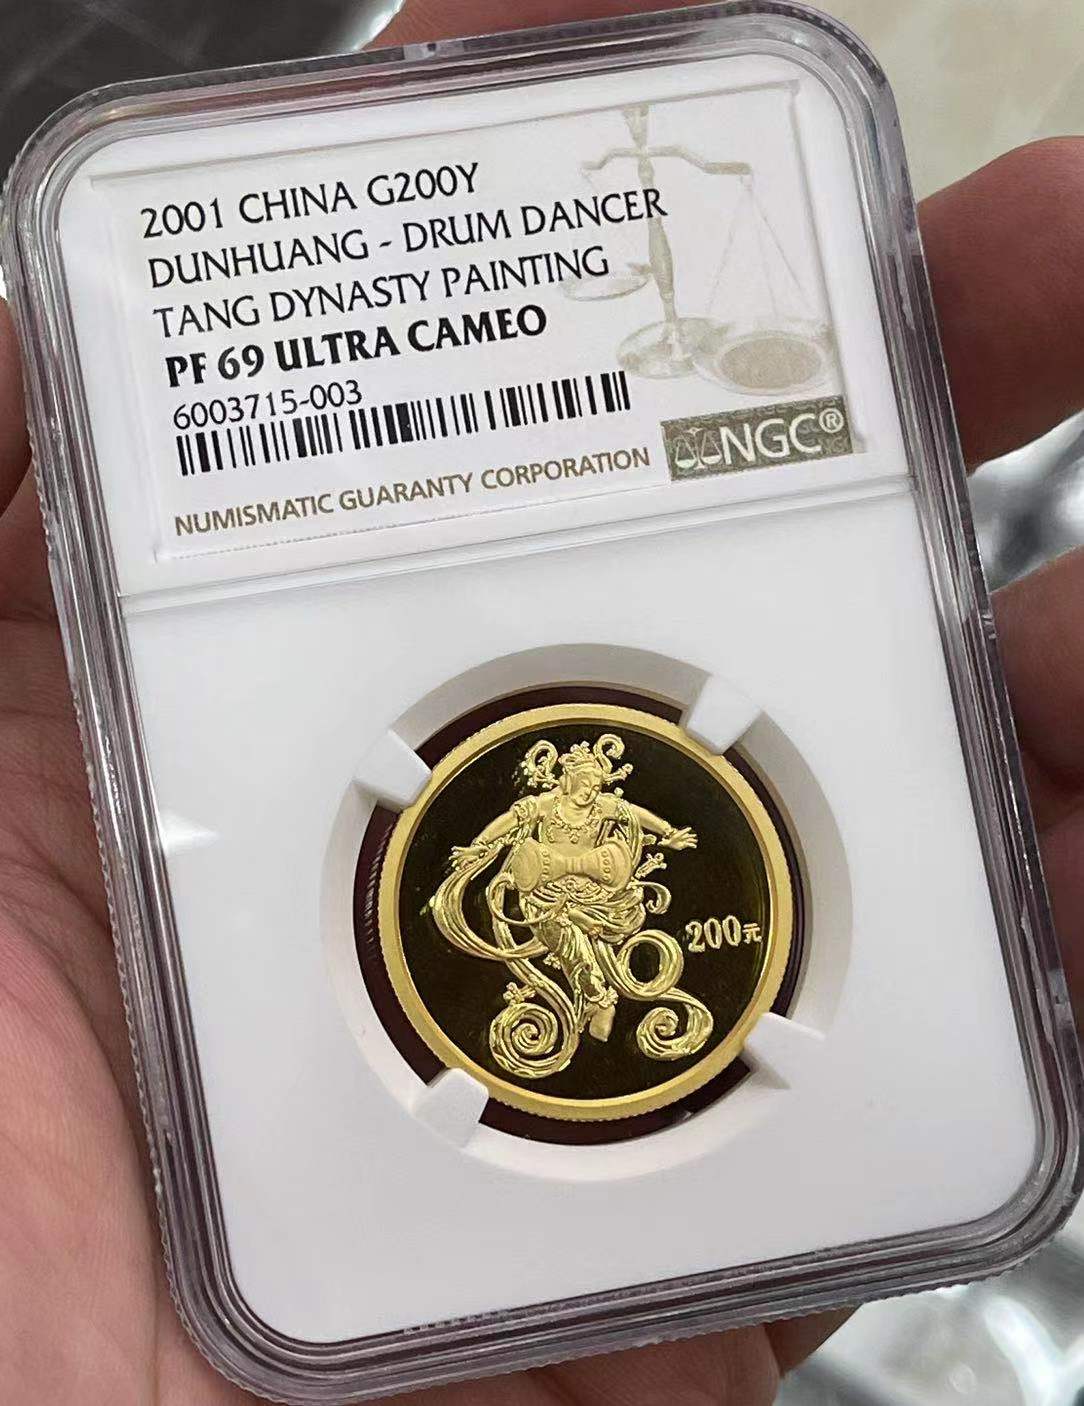 2001 CHINA G200Y
DUNHUANG - DRUM DANCER
TANG DYNASTY PAINTING
PF 69 ULTRA CAMEO
6003715-003
NUMISMATIC GUARANTY CORPORATION
NGC®
200元